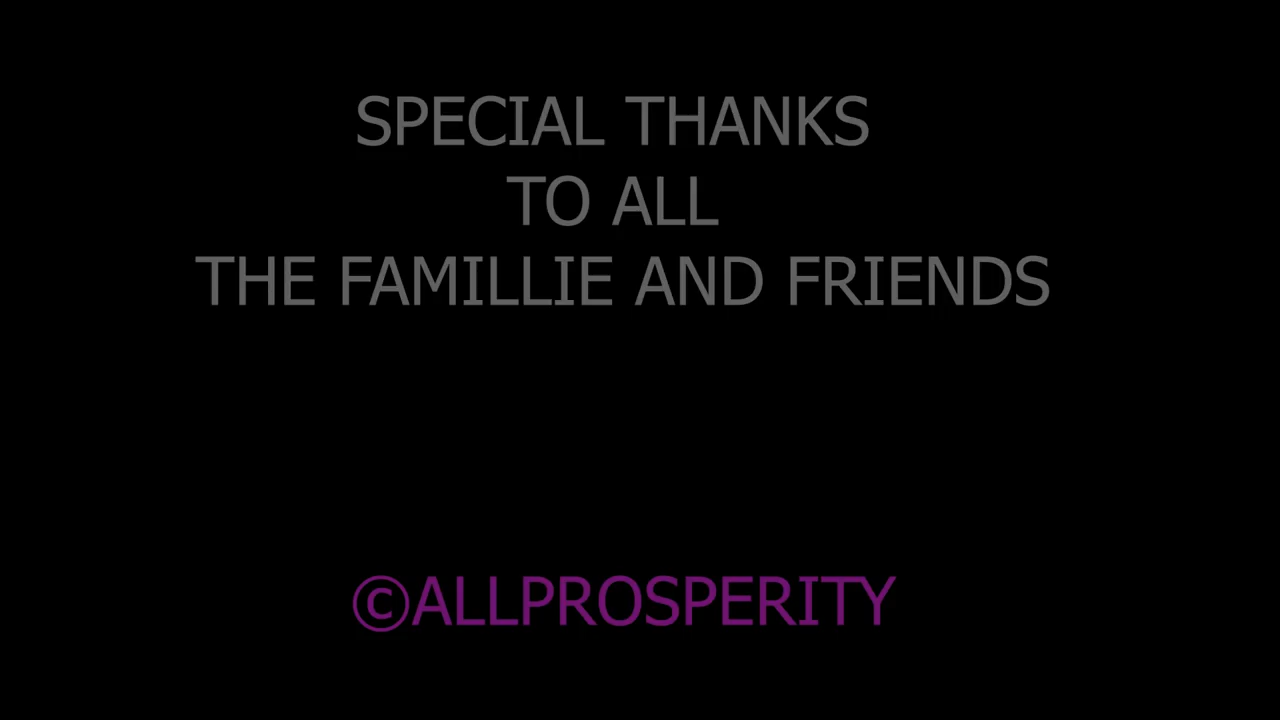 SPECIAL THANKS
TO ALL
THE FAMILLIE AND FRIENDS
©ALLPROSPERITY